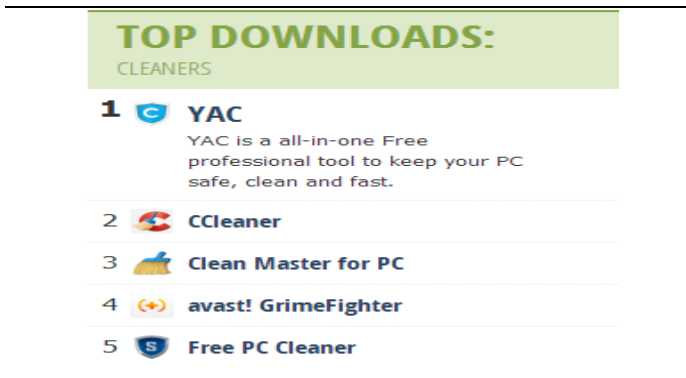 TOP DOWNLOADS:
CLEANERS
1 YAC
YAC is a all-in-one Free
professional tool to keep your PC
safe, clean and fast.
2 CCleaner
3 Clean Master for PC
4 avast! GrimeFighter
5 Free PC Cleaner